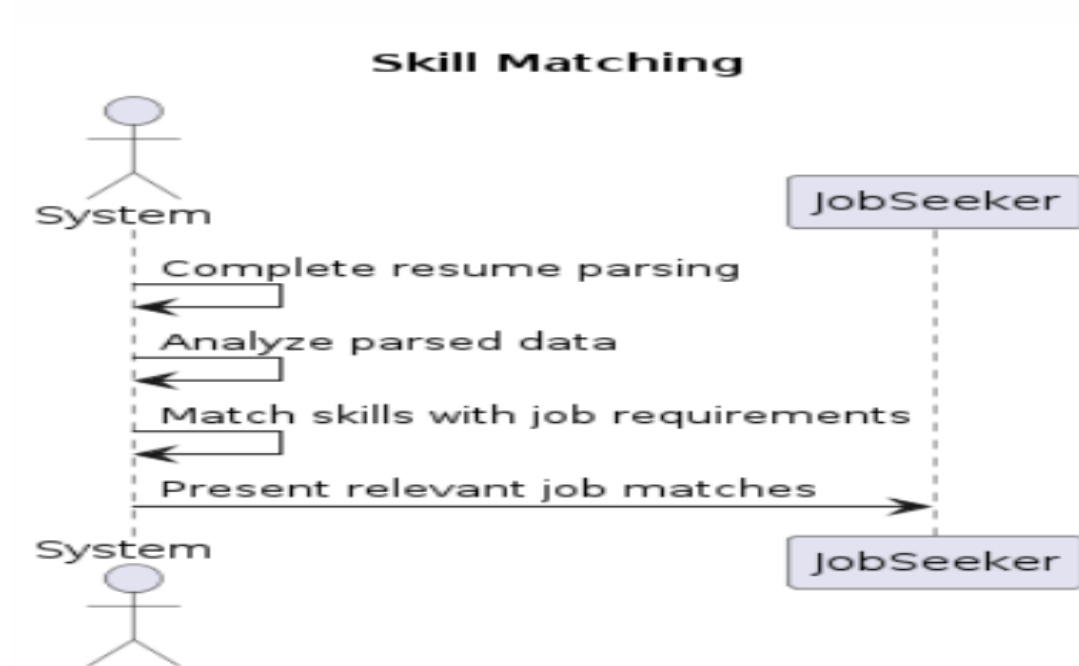 Skill Matching
System
JobSeeker
Complete resume parsing
Analyze parsed data
Match skills with job requirements
Present relevant job matches
System
JobSeeker